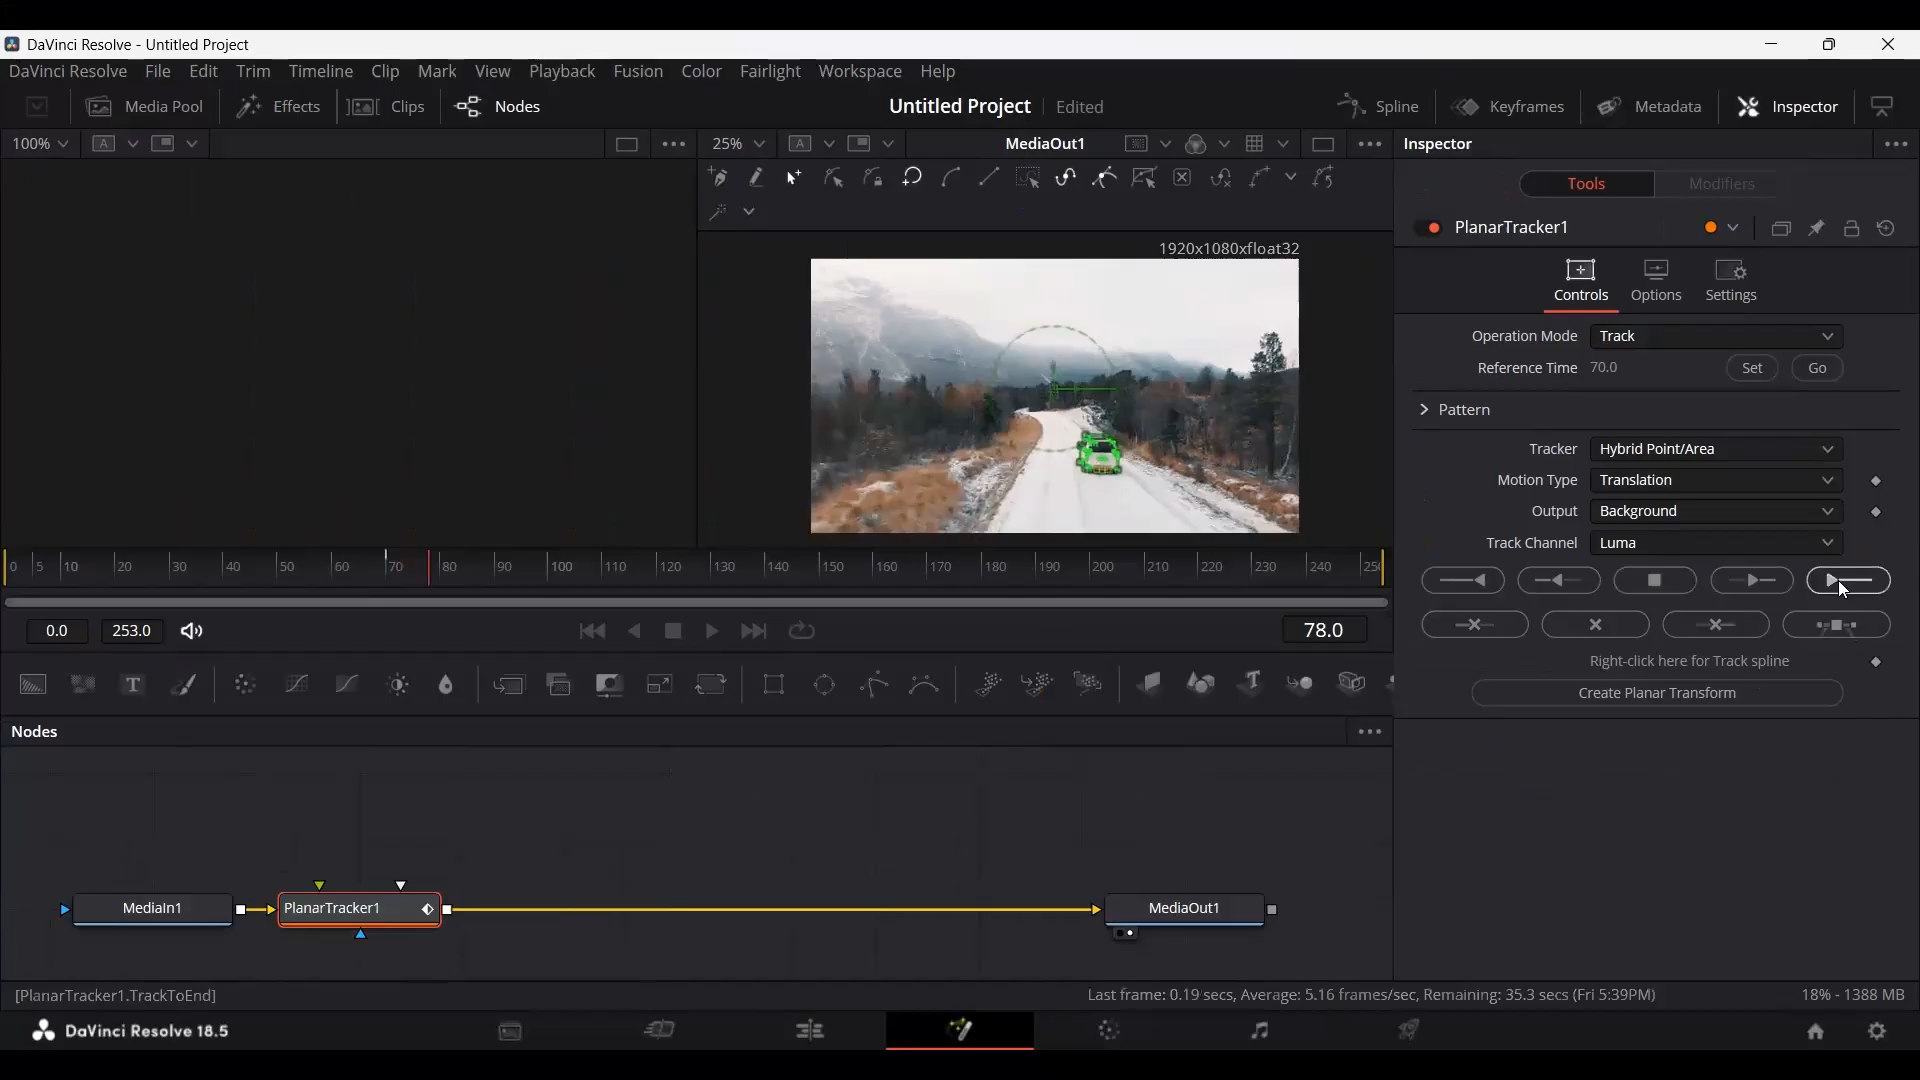 DaVinci Resolve - Untitled Project
DaVinci Resolve File Edit Trim Timeline Clip Mark View Playback Fusion Color Fairlight Workspace Help
Media Pool Effects Clips Nodes Untitled Project Edited Spline Keyframes Metadata Inspector
100% A 25% A MediaOut1 Inspector
Tools Modifiers
PlanarTracker1
1920x1080xfloat32
Controls Options Settings
Operation Mode Track
Reference Time 70.0 Set Go
Pattern
Tracker Hybrid Point/Area
Motion Type Translation
Output Background
Track Channel Luma
0 5 10 20 30 40 50 60 70 80 90 100 110 120 130 140 150 160 170 180 190 200 210 220 230 240
0.0 253.0 78.0
Right-click here for Track spline
Create Planar Transform
T T
Nodes
MediaIn1 PlanarTracker1 MediaOut1
[PlanarTracker1.TrackToEnd] Last frame: 0.19 secs, Average: 5.16 frames/sec, Remaining: 35.3 secs (Fri 5:39PM) 18% - 1388 MB
DaVinci Resolve 18.5